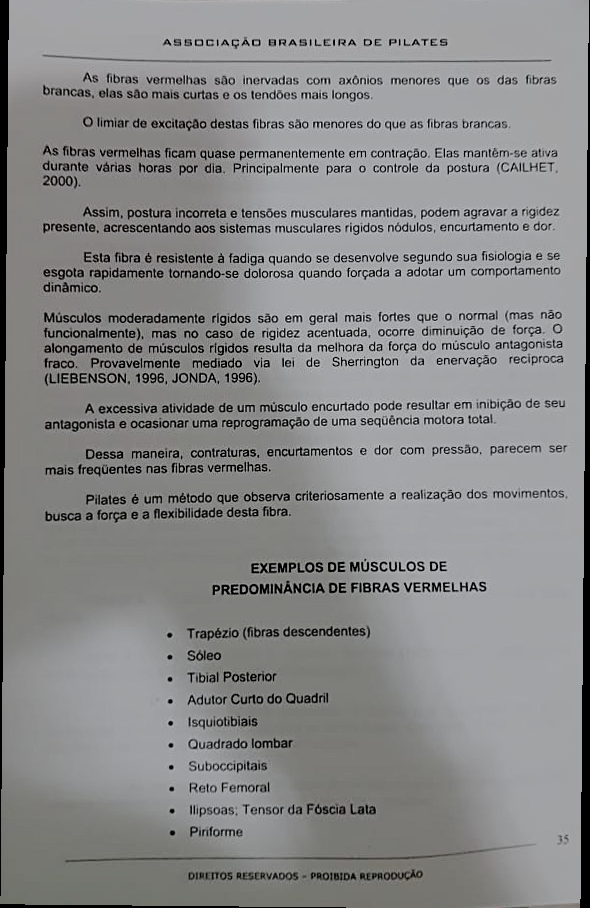 ASSOCIAÇÃO BRASILEIRA DE PILATES
As fibras vermelhas são inervadas com axônios menores que os das fibras
brancas, elas são mais curtas e os tendões mais longos.
O limiar de excitação destas fibras são menores do que as fibras brancas.
As fibras vermelhas ficam quase permanentemente em contração. Elas mantêm-se ativa
durante várias horas por dia. Principalmente para o controle da postura (CAILHET,
2000).
Assim, postura incorreta e tensões musculares mantidas, podem agravar a rigidez
presente, acrescentando aos sistemas musculares rígidos nódulos, encurtamento e dor.
Esta fibra é resistente à fadiga quando se desenvolve segundo sua fisiologia e se
esgota rapidamente tornando-se dolorosa quando forçada a adotar um comportamento
dinâmico.
Músculos moderadamente rígidos são em geral mais fortes que o normal (mas não
funcionalmente), mas no caso de rigidez acentuada, ocorre diminuição de força. O
alongamento de músculos rígidos resulta da melhora da força do músculo antagonista
fraco. Provavelmente mediado via lei de Sherrington da enervação recíproca
(LIEBENSON, 1996, JONDA, 1996).
A excessiva atividade de um músculo encurtado pode resultar em inibição de seu
antagonista e ocasionar uma reprogramação de uma seqüência motora total.
Dessa maneira, contraturas, encurtamentos e dor com pressão, parecem ser
mais freqüentes nas fibras vermelhas.
Pilates é um método que observa criteriosamente a realização dos movimentos,
busca a força e a flexibilidade desta fibra.
EXEMPLOS DE MÚSCULOS DE
PREDOMINÂNCIA DE FIBRAS VERMELHAS
• Trapézio (fibras descendentes)
• Sóleo
• Tibial Posterior
• Adutor Curto do Quadril
• Isquiotibiais
• Quadrado lombar
• Suboccipitais
• Reto Femoral
• Ilipsoas; Tensor da Fóscia Lata
• Piriforme
35
DIREITOS RESERVADOS – PROIBIDA REPRODUÇÃO